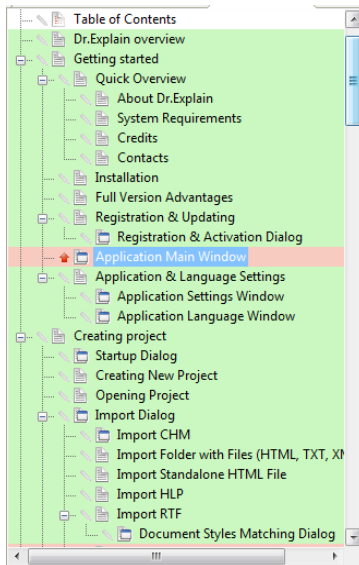 Table of Contents
Dr.Explain overview
Getting started
Quick Overview
About Dr.Explain
System Requirements
Credits
Contacts
Installation
Full Version Advantages
Registration & Updating
Registration & Activation Dialog
Application Main Window
Application & Language Settings
Application Settings Window
Application Language Window
Creating project
Startup Dialog
Creating New Project
Opening Project
Import Dialog
Import CHM
Import Folder with Files (HTML, TXT,
Import Standalone HTML File
Import HLP
Import RTF
Document Styles Matching Dialog